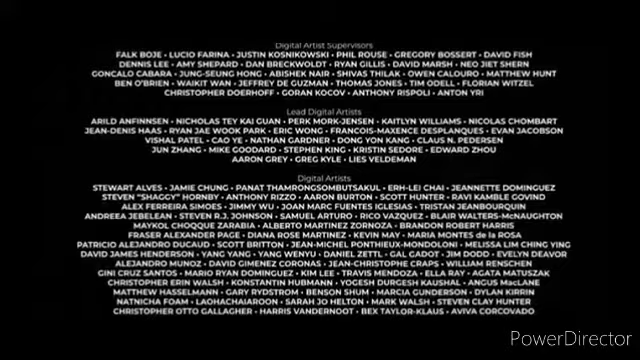 Digital Artist Supervisors
FALK BOJE • LUCIO FARINA • JUSTIN KOSNIKOWSKI • PHIL ROUSE • GREGORY BOSSERT • DAVID FISH
DENNIS LEE • AMY SHEPARD • DAN BRECKWOLDT • RYAN GILLIS • DAVID MARSH • NEO JIET SHERN
GONCALO CABARA • JUNG-SEUNG HONG • ABISHEK NAIR • SHIVAS THILAK • OWEN CALOURO • MATTHEW HUNT
BEN O'BRIEN • WAIKIT WAN • JEFFREY DE GUZMAN • THOMAS JONES • TIM ODELL • FLORIAN WITZEL
CHRISTOPHER DOERHOFF • GORAN KOCOV • ANTHONY RISPOLI • ANTON YRI
Lead Digital Artists
ARILD ANFINNSEN • NICHOLAS TEY KAI GUAN • PERK MORK-JENSEN • KAITLYN WILLIAMS • NICOLAS CHOMBART
JEAN-DENIS HAAS • RYAN JAE WOOK PARK • ERIC WONG • FRANCOIS-MAXENCE DESPLANQUES • EVAN JACOBSON
VISHAL PATEL • CAO YE • NATHAN GARDNER • DONG YON KANG • CLAUS N. PEDERSEN
JUN ZHANG • MIKE GOODARD • STEPHEN KING • KRISTIN SEDORE • EDWARD ZHOU
AARON GREY • GREG KYLE • LIES VELDEMAN
Digital Artists
STEWART ALVES • JAMIE CHUNG • PANAT THAMRONGSOMBUTSAKUL • ERH-LEI CHAI • JEANNETTE DOMINGUEZ
STEVEN "SHAGGY" HORNBY • ANTHONY RIZZO • AARON BURTON • SCOTT HUNTER • RAVI KAMBLE GOVIND
ALEX FERREIRA SIMOES • JIMMY WU • JOAN MARC FUENTES IGLESIAS • TRISTAN JEANBOURQUIN
ANDREEA JEBELEAN • STEVEN R.J. JOHNSON • SAMUEL ARTURO • RICO VAZQUEZ • BLAIR WALTERS-McNAUGHTON
MAYKOL CHOQQUE ZARABIA • ALBERTO MARTINEZ ZORNOZA • BRANDON ROBERT HARRIS
FRASER ALEXANDER PAGE • DIANA ROSE MARTINEZ • KEVIN MAY • MARIA MONTES de la ROSA
PATRICIO ALEJANDRO DUCAUD • SCOTT BRITTON • JEAN-MICHEL PONTHIEUX-MONDOLONI • MELISSA LIM CHING YING
DAVID JAMES HENDERSON • YANG YANG • YANG WENYU • DANIEL ZETTL • GAL GADOT • JIM DODD • EVELYN DEAVOR
ALEJANDRO MUNOZ • DAVID GIMENEZ CORONAS • JEAN-CHRISTOPHE CRAPS • WILLIAM RENSCHEN
GINI CRUZ SANTOS • MARIO RYAN DOMINGUEZ • KIM LEE • TRAVIS MENDOZA • ELLA RAY • AGATA MATUSZAK
CHRISTOPHER ERIN WALSH • KONSTANTIN HUBMANN • YOGESH DURGESH KAUSHAL • ANGUS MacLANE
MATTHEW HASSELMANN • GARY RYDSTROM • BENSON SHUM • MARCIA GUNDERSON • DYLAN KIRRIN
NATNICHA FOAM • LAOHACHAIAROON • SARAH JO HELTON • MARK WALSH • STEVEN CLAY HUNTER
CHRISTOPHER OTTO GALLAGHER • HARRIS VANDERNOOT • BEX TAYLOR-KLAUS • AVIVA CORCOVADO
PowerDirector